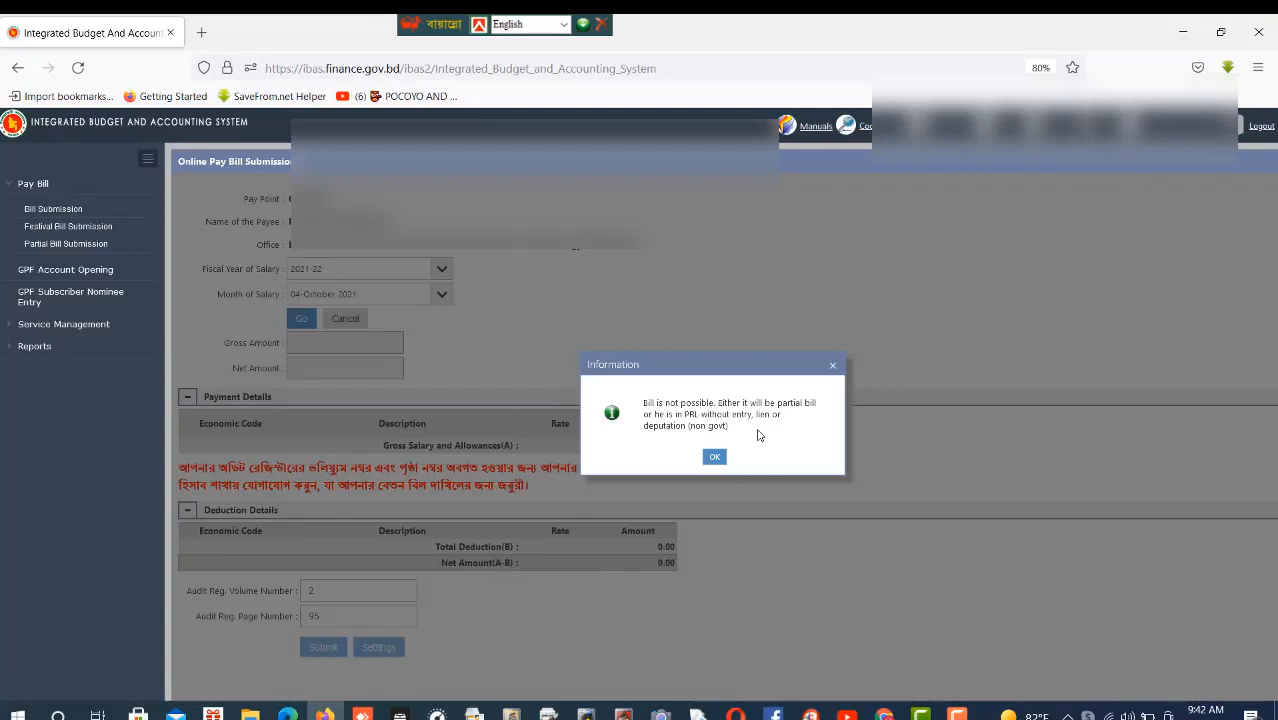 বায়ান্নো English
Integrated Budget And Account
https://ibas.finance.gov.bd/ibas2/Integrated_Budget_and_Accounting_System
80%
Import bookmarks... Getting Started SaveFrom.net Helper (6) POCOYO AND ...
INTEGRATED BUDGET AND ACCOUNTING SYSTEM
Manuals
Logout
Online Pay Bill Submission
Pay Bill
Bill Submission
Festival Bill Submission
Partial Bill Submission
GPF Account Opening
GPF Subscriber Nominee
Entry
Service Management
Reports
Pay Point :
Name of the Payee :
Office :
Fiscal Year of Salary : 2021-22
Month of Salary : 04-October 2021
Go Cancel
Gross Amount :
Net Amount :
Information
Bill is not possible. Either it will be partial bill
or he is in PRL without entry, lien or
deputation (non govt)
OK
Payment Details
Economic Code Description Rate
Gross Salary and Allowances(A) :
আপনার অডিট রেজিস্টারের ভলিয়্যুম নম্বর এবং পৃষ্ঠা নম্বর অবগত হওয়ার জন্য আপনার
হিসাব শাখায় যোগাযোগ করুন, যা আপনার বেতন বিল দাখিলের জন্য জরুরী।
Deduction Details
Economic Code Description Rate Amount
Total Deduction(B) : 0.00
Net Amount(A-B) : 0.00
Audit Reg. Volume Number : 2
Audit Reg. Page Number : 95
Submit Settings
82°F
9:42 AM